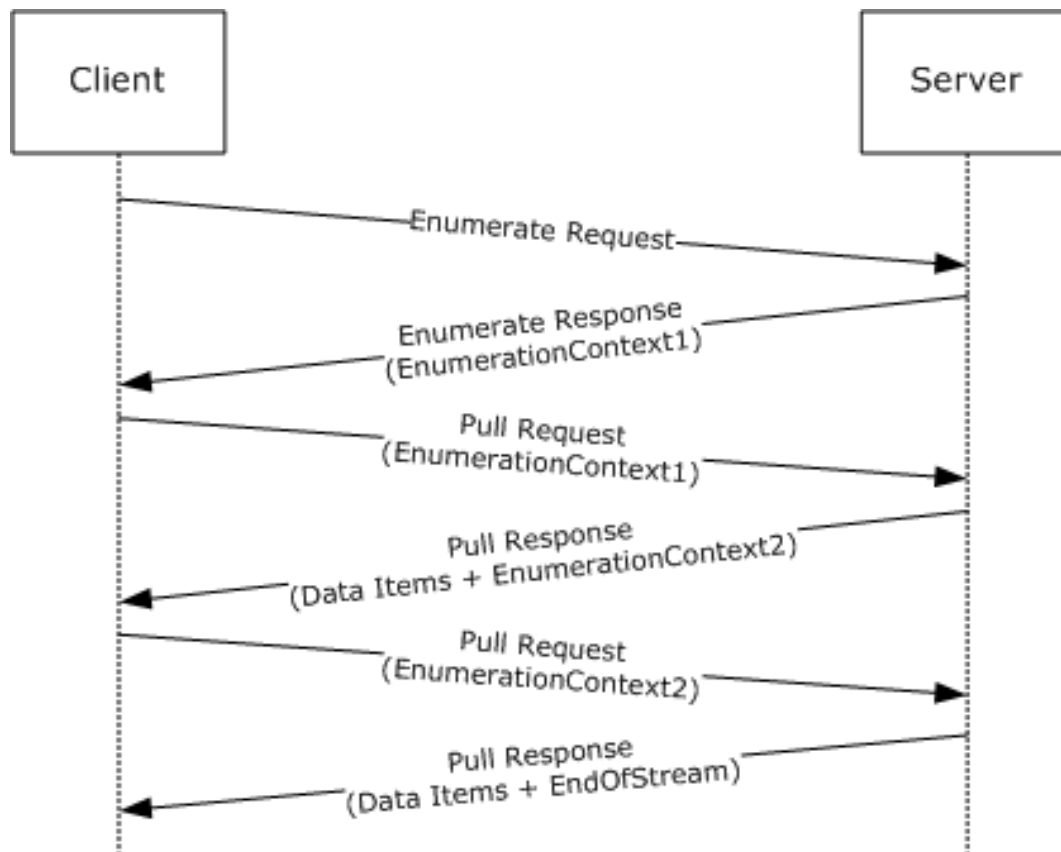 Client
Server
Enumerate Request
Enumerate Response
(EnumerationContext1)
Pull Request
(EnumerationContext1)
Pull Response
(Data Items + EnumerationContext2)
Pull Request
(EnumerationContext2)
Pull Response
(Data Items + EndOfStream)